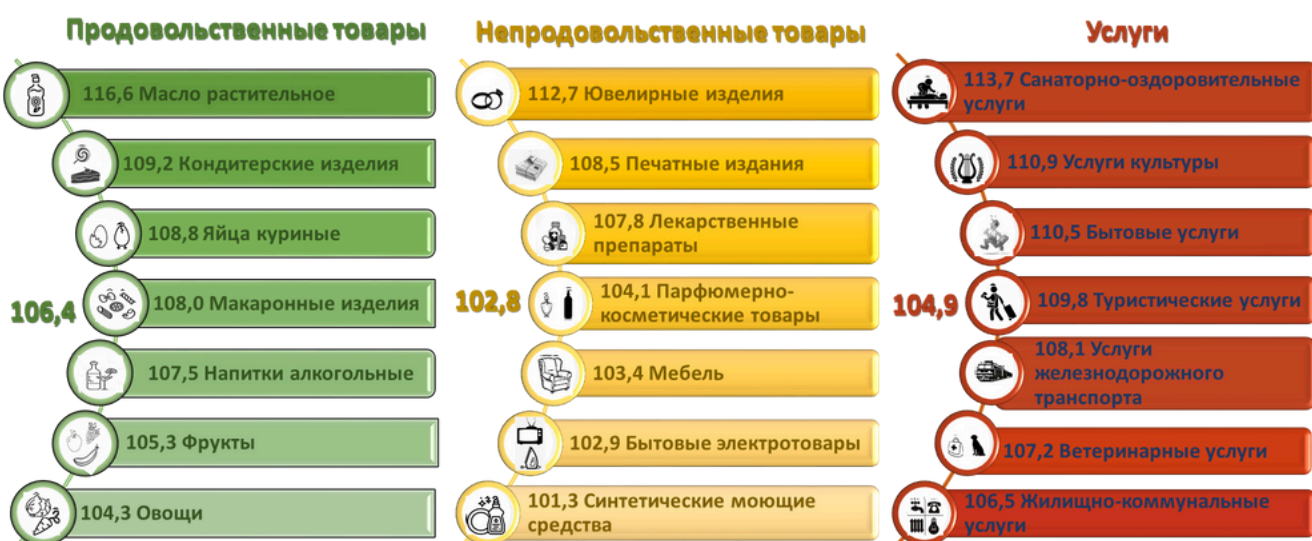 Продовольственные товары
116,6 Масло растительное
109,2 Кондитерские изделия
108,8 Яйца куриные
106,4
108,0 Макаронные изделия
107,5 Напитки алкогольные
105,3 Фрукты
104,3 Овощи
Непродовольственные товары
112,7 Ювелирные изделия
108,5 Печатные издания
107,8 Лекарственные
препараты
102,8
104,1 Парфюмерно-
косметические товары
103,4 Мебель
102,9 Бытовые электротовары
101,3 Синтетические моющие
средства
Услуги
113,7 Санаторно-оздоровительные
услуги
110,9 Услуги культуры
110,5 Бытовые услуги
104,9
109,8 Туристические услуги
108,1 Услуги
железнодорожного
транспорта
107,2 Ветеринарные услуги
106,5 Жилищно-коммунальные
услуги